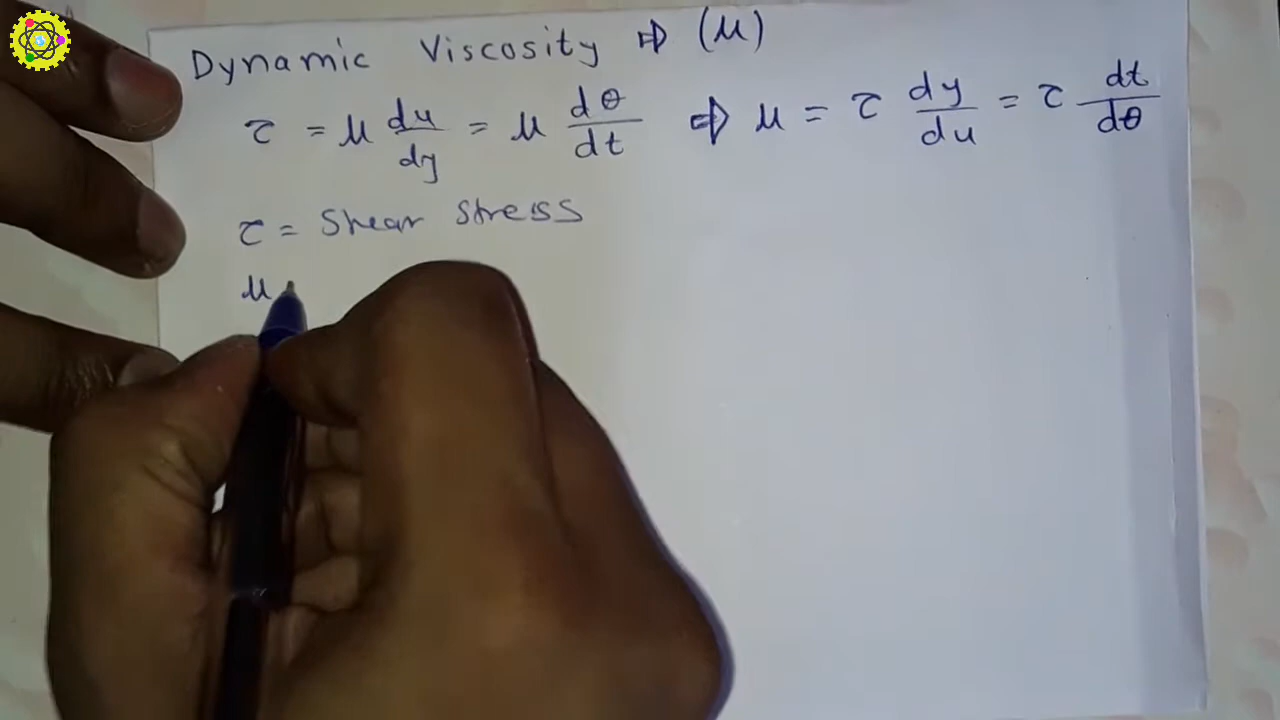 Dynamic Viscosity ⇒ (μ)
τ = μ du/dy = μ dθ/dt ⇒ μ = τ dy/du = τ dt/dθ
τ = Shear Stress
μ